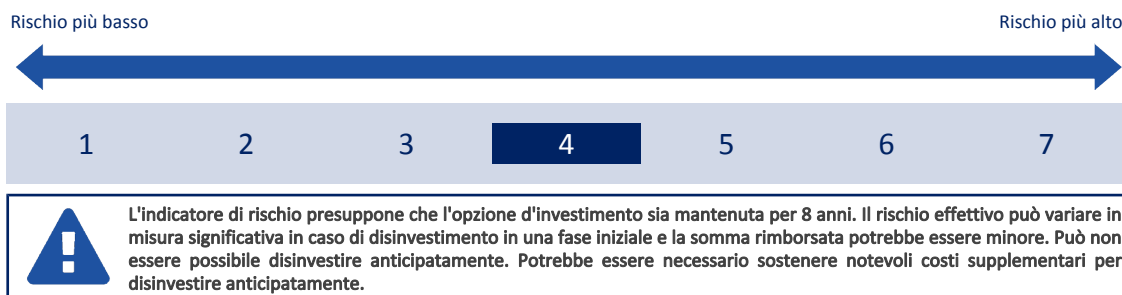 Rischio più basso Rischio più alto
1 2 3 4 5 6 7
L'indicatore di rischio presuppone che l'opzione d'investimento sia mantenuta per 8 anni. Il rischio effettivo può variare in
misura significativa in caso di disinvestimento in una fase iniziale e la somma rimborsata potrebbe essere minore. Può non
essere possibile disinvestire anticipatamente. Potrebbe essere necessario sostenere notevoli costi supplementari per
disinvestire anticipatamente.